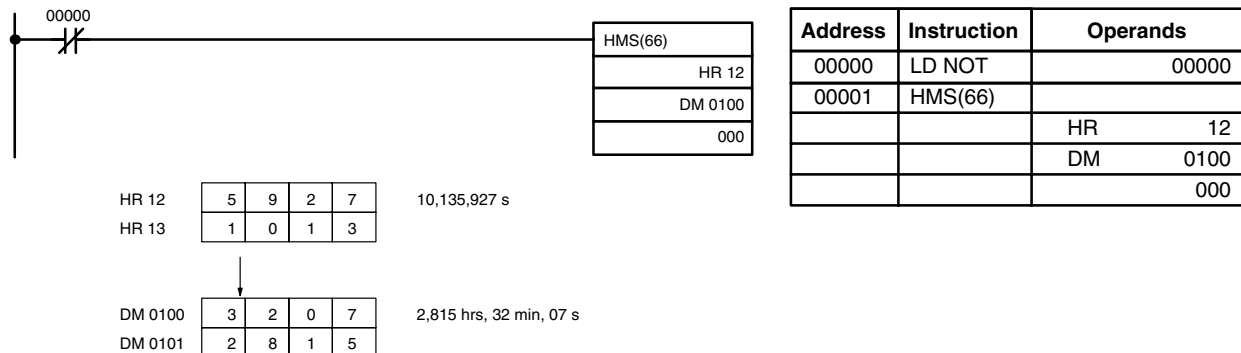 00000
HMS(66)
HR 12
DM 0100
000
Address Instruction Operands
00000 LD NOT 00000
00001 HMS(66)
HR 12
DM 0100
000
HR 12 5 9 2 7 10,135,927 s
HR 13 1 0 1 3
DM 0100 3 2 0 7 2,815 hrs, 32 min, 07 s
DM 0101 2 8 1 5